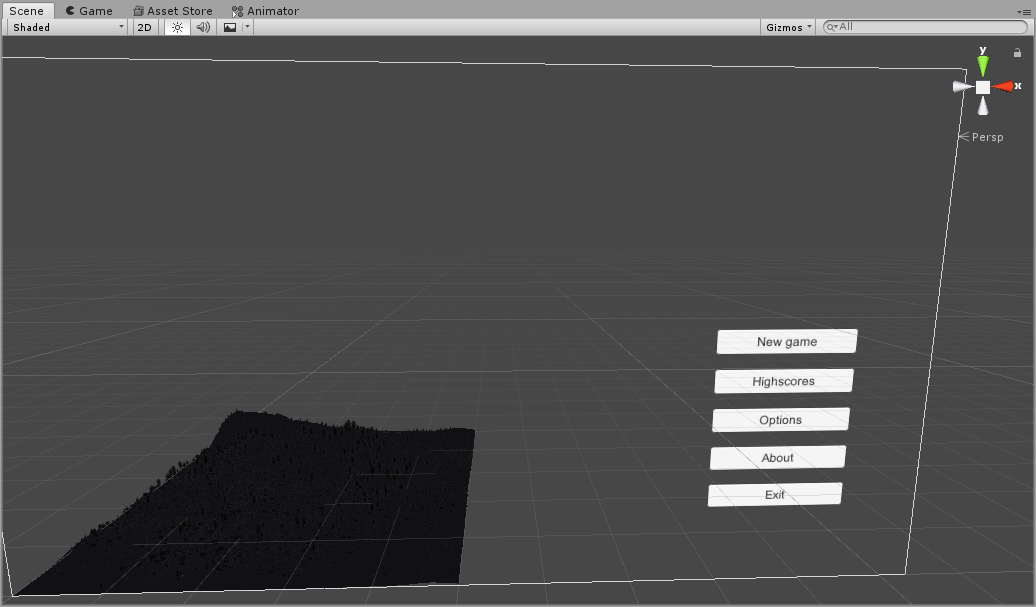 Scene Game Asset Store Animator
Shaded 2D Gizmos All
y
x
Persp
New game
Highscores
Options
About
Exit